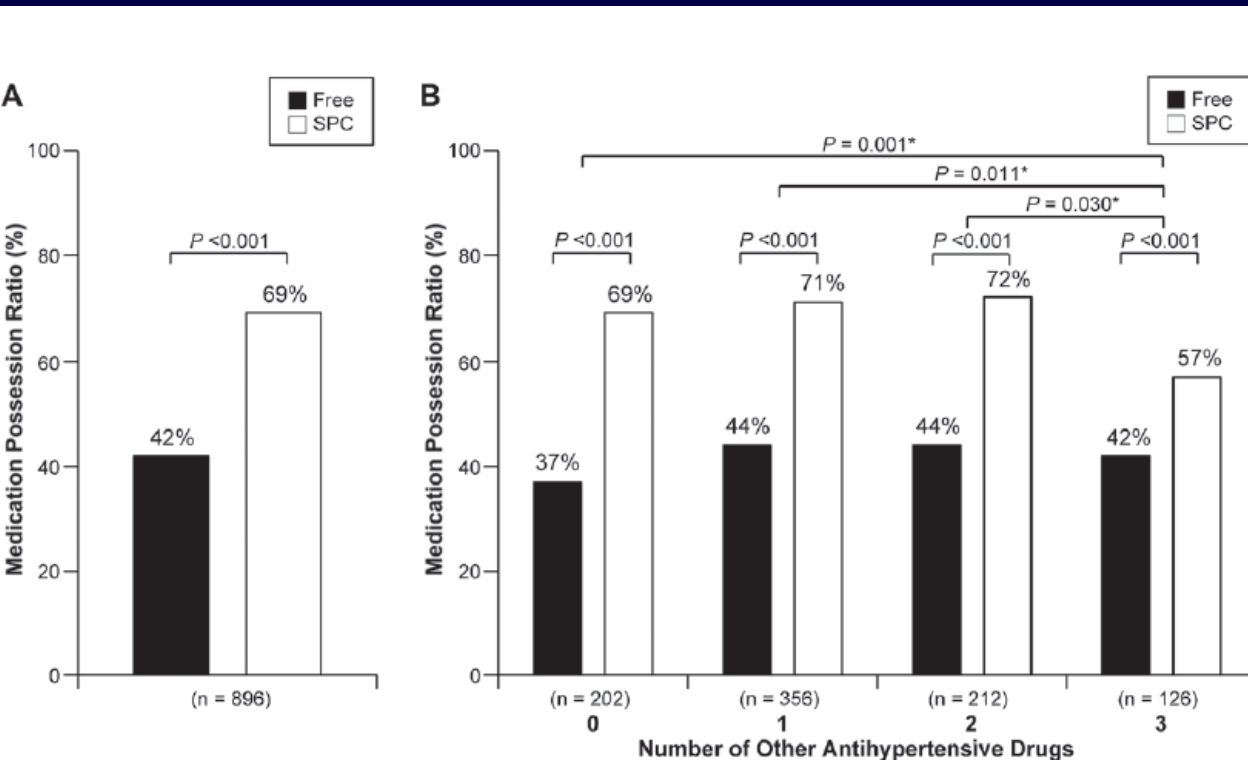 A
Free
SPC
100
80
60
40
20
0
Medication Possession Ratio (%)
P <0.001
42%
69%
(n = 896)
B
Free
SPC
100
80
60
40
20
0
Medication Possession Ratio (%)
P = 0.001*
P = 0.011*
P = 0.030*
P <0.001
P <0.001
P <0.001
P <0.001
37%
69%
44%
71%
44%
72%
42%
57%
(n = 202)
(n = 356)
(n = 212)
(n = 126)
0
1
2
3
Number of Other Antihypertensive Drugs